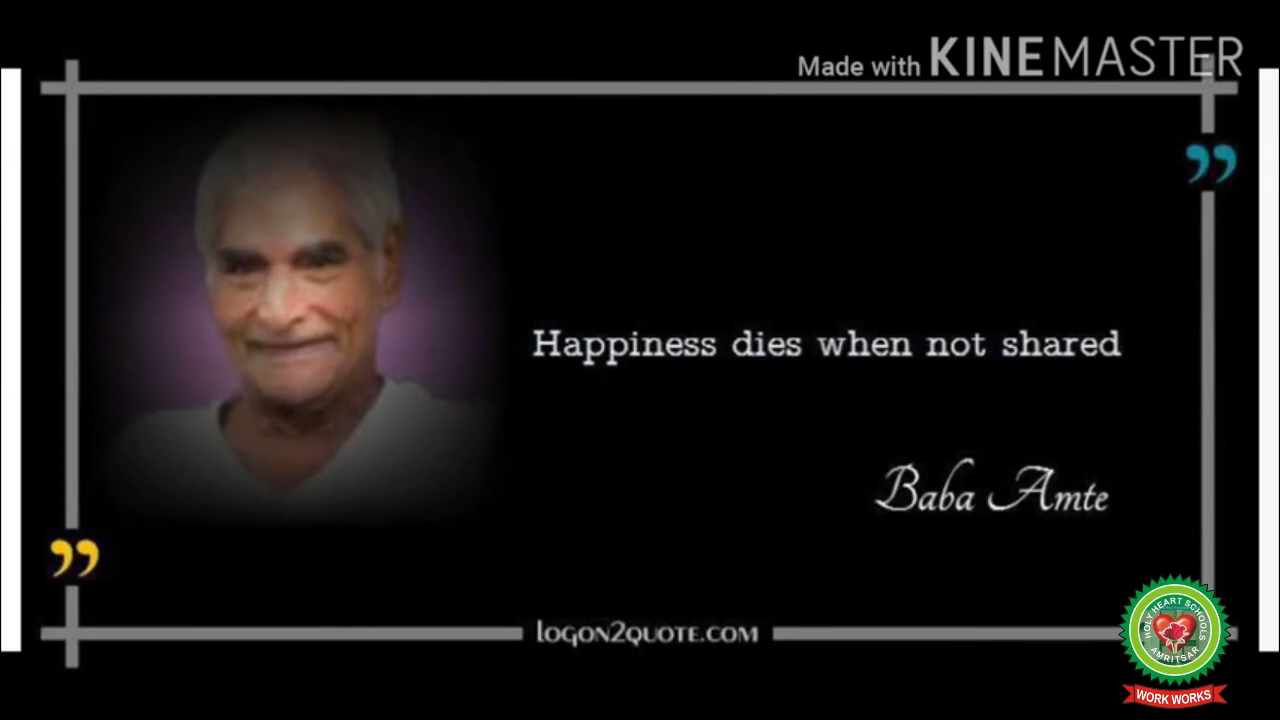 Made with KINEMASTER
”
Happiness dies when not shared
Baba Amte
”
LOGON2QUOTE.COM
HOLY HEART SCHOOLS
AMRITSAR
WORK WORKS